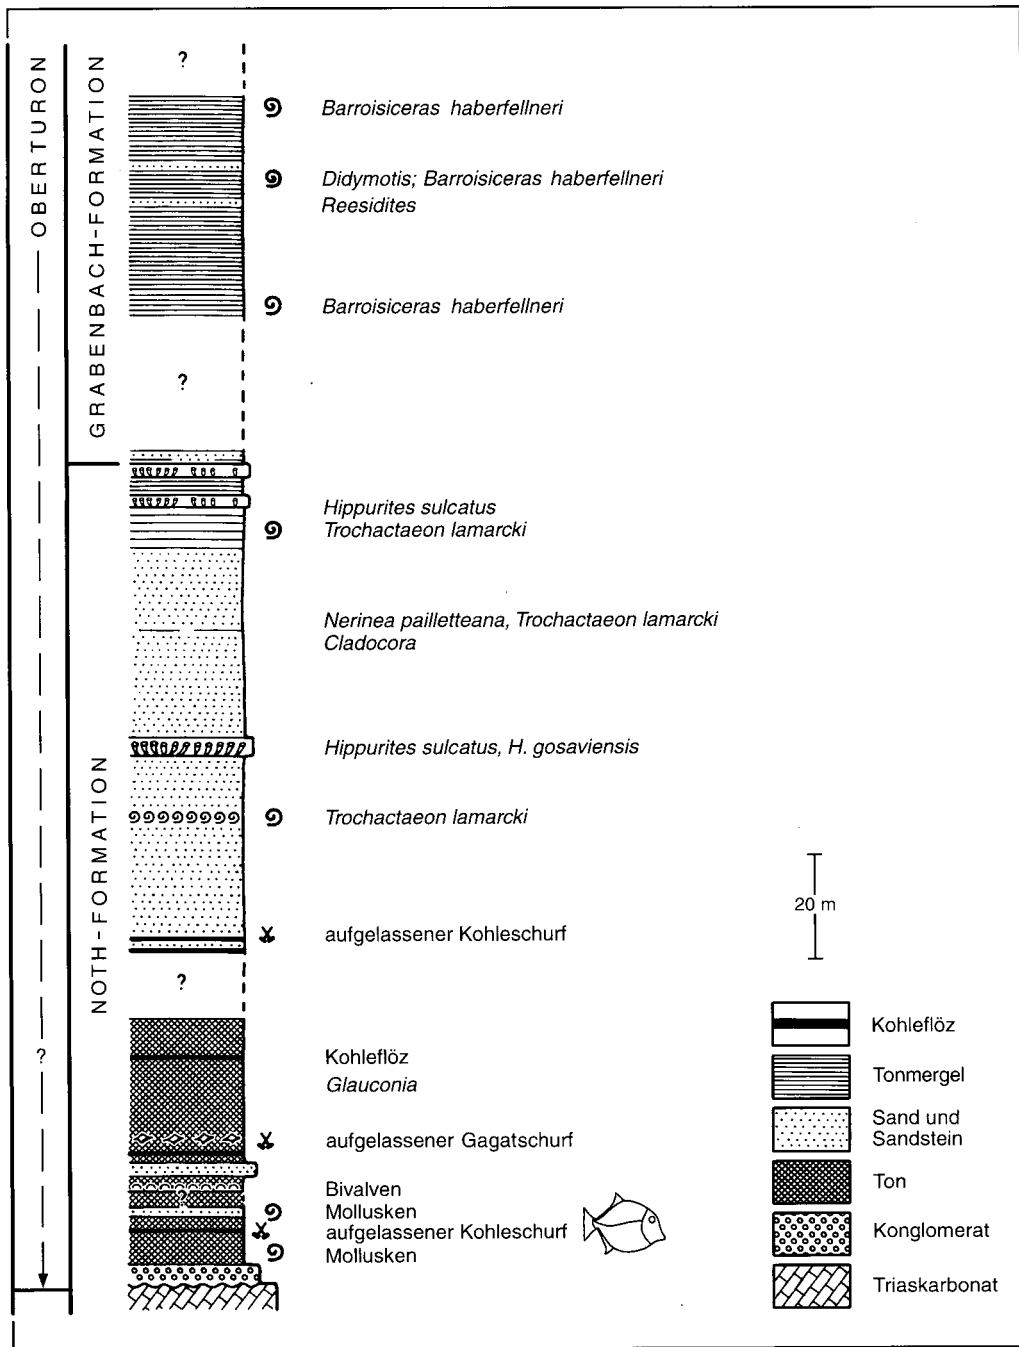 OBERTURON
?
GRABENBACH-FORMATION
NOTH-FORMATION
?
Barroisiceras haberfellneri
Didymotis; Barroisiceras haberfellneri
Reesidites
Barroisiceras haberfellneri
?
Hippurites sulcatus
Trochactaeon lamarcki
Nerinea pailletteana, Trochactaeon lamarcki
Cladocora
Hippurites sulcatus, H. gosaviensis
Trochactaeon lamarcki
aufgelassener Kohleschurf
?
Kohleflöz
Glauconia
aufgelassener Gagatschurf
Bivalven
?
Mollusken
aufgelassener Kohleschurf
Mollusken
20 m
Kohleflöz
Tonmergel
Sand und
Sandstein
Ton
Konglomerat
Triaskarbonat